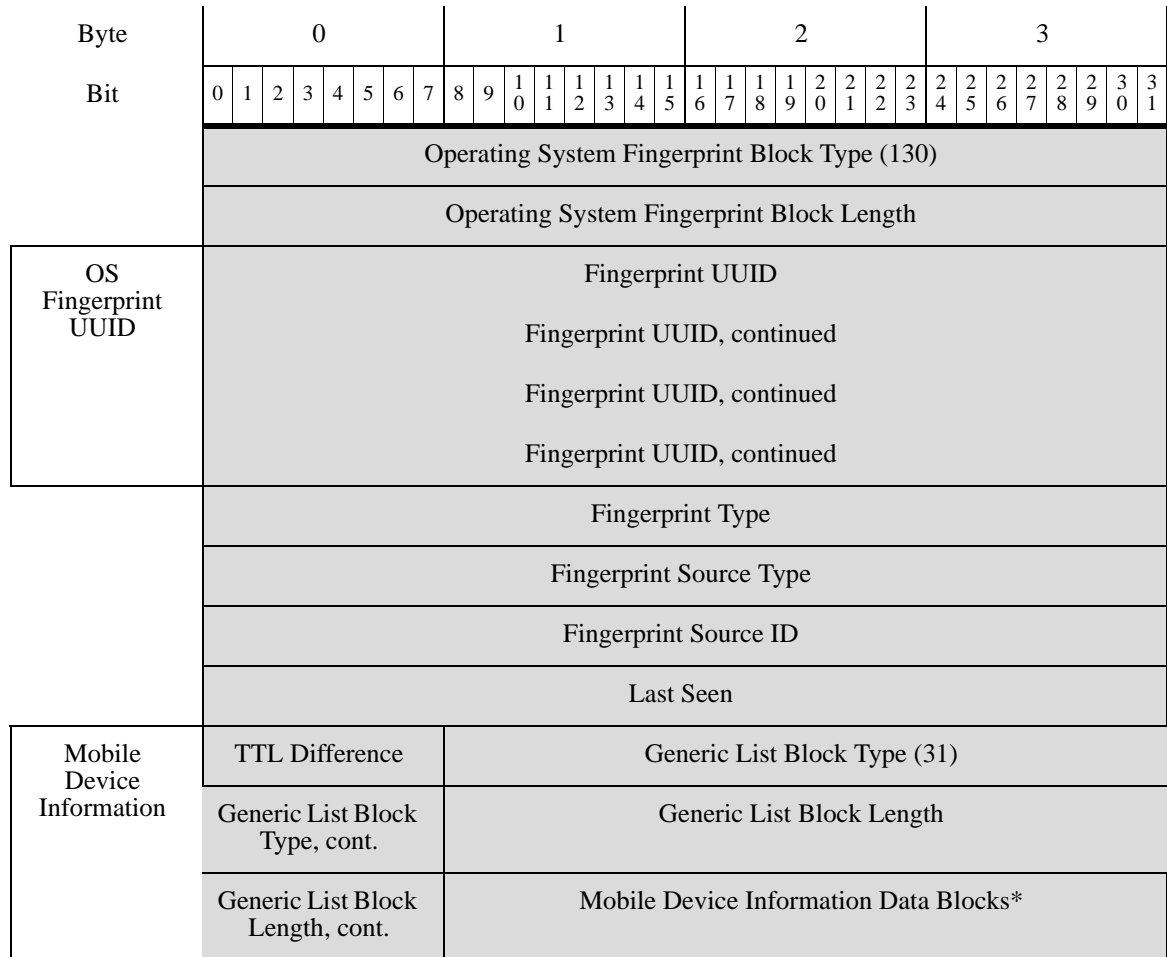 Byte 0 1 2 3
Bit 0 1 2 3 4 5 6 7 8 9 10 11 12 13 14 15 16 17 18 19 20 21 22 23 24 25 26 27 28 29 30 31
Operating System Fingerprint Block Type (130)
Operating System Fingerprint Block Length
OS
Fingerprint
UUID
Fingerprint UUID
Fingerprint UUID, continued
Fingerprint UUID, continued
Fingerprint UUID, continued
Fingerprint Type
Fingerprint Source Type
Fingerprint Source ID
Last Seen
Mobile
Device
Information
TTL Difference
Generic List Block Type (31)
Generic List Block
Type, cont.
Generic List Block Length
Generic List Block
Length, cont.
Mobile Device Information Data Blocks*